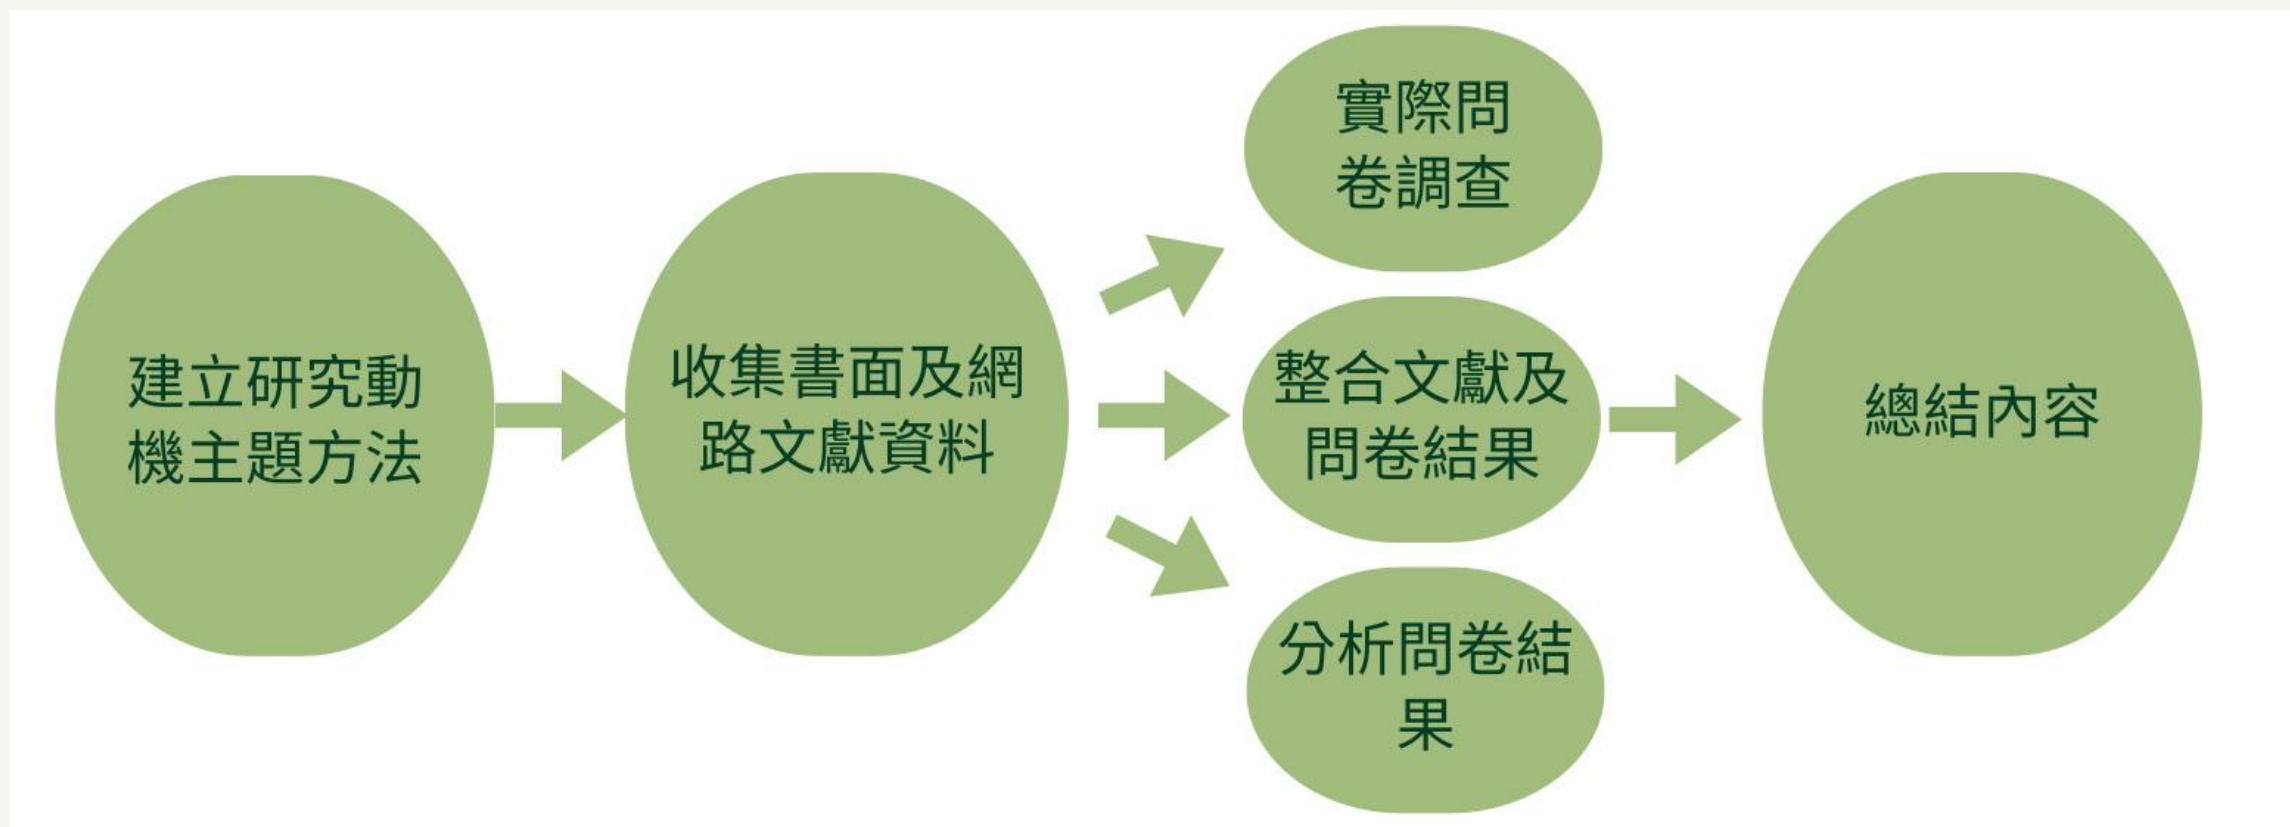 建立研究動
機主題方法
收集書面及網
路文獻資料
實際問
卷調查
整合文獻及
問卷結果
分析問卷結
果
總結內容